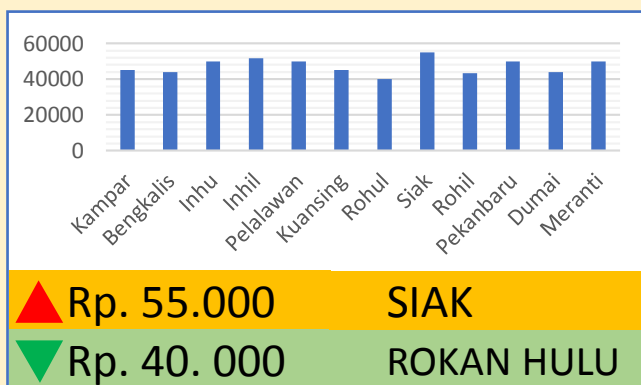 60000
40000
20000
0
Kampar
Bengkalis
Inhu
Inhil
Pelalawan
Kuansing
Rohul
Siak
Rohil
Pekanbaru
Dumai
Meranti
Rp. 55.000 SIAK
Rp. 40. 000 ROKAN HULU